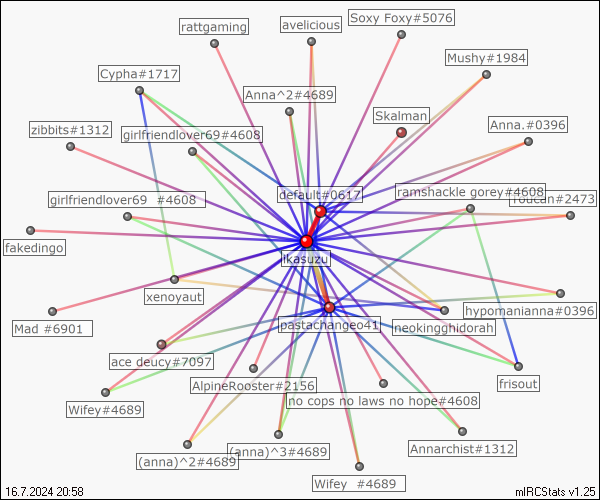 Soxy Foxy#5076
avelicious
rattgaming
Mushy#1984
Cypha#1717
Anna^2#4689
Skalman
Anna.#0396
zibbits#1312
girlfriendlover69#4608
default#0617
ramshackle gorey#4608
Toucan#2473
girlfriendlover69 #4608
fakedingo
ikasuzu
xenoyaut
hypomanianna#0396
Mad #6901
pastachangeo41
neokingghidorah
ace deucy#7097
AlpineRooster#2156
frisout
no cops no laws no hope#4608
Wifey#4689
(anna)^3#4689
Annarchist#1312
(anna)^2#4689
Wifey #4689
16.7.2024 20:58
mIRCStats v1.25